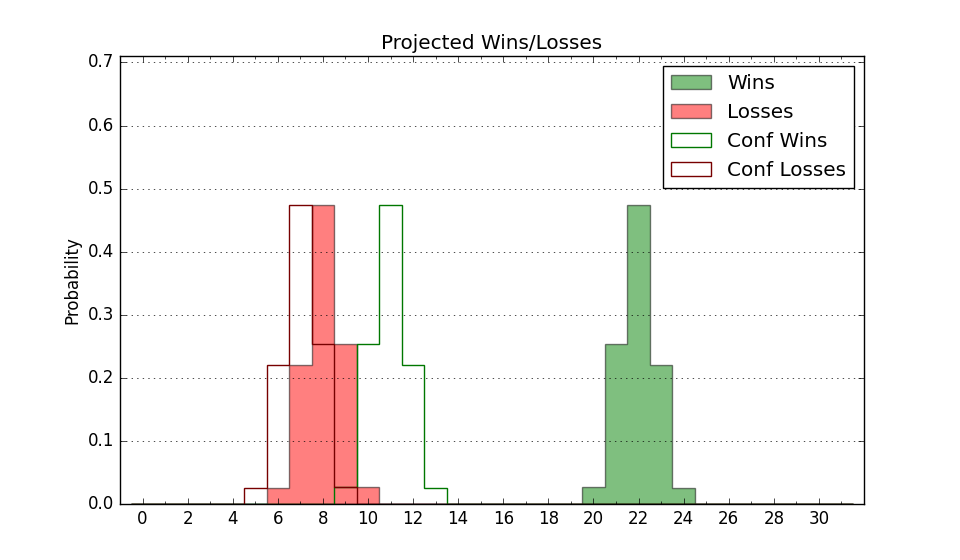 Projected Wins/Losses
0.7
0.6
0.5
0.4
0.3
0.2
0.1
0.0
Probability
Wins
Losses
Conf Wins
Conf Losses
0 2 4 6 8 10 12 14 16 18 20 22 24 26 28 30